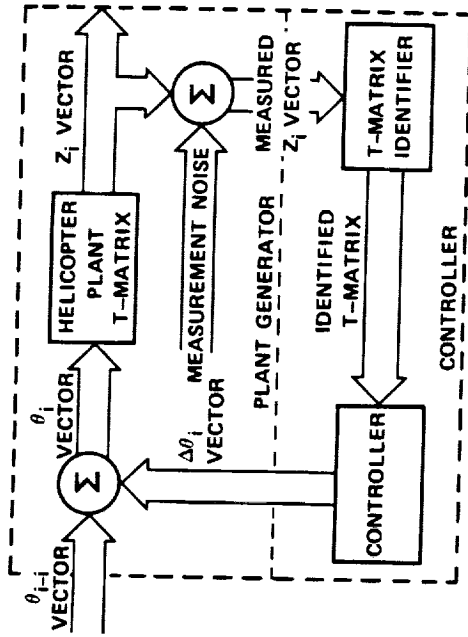 θi−i
VECTOR
Σ
θi
VECTOR
HELICOPTER
PLANT
T−MATRIX
Zi VECTOR
Δθi
VECTOR
MEASUREMENT NOISE
Σ
PLANT GENERATOR
MEASURED
Zi VECTOR
CONTROLLER
IDENTIFIED
T−MATRIX
T−MATRIX
IDENTIFIER
CONTROLLER